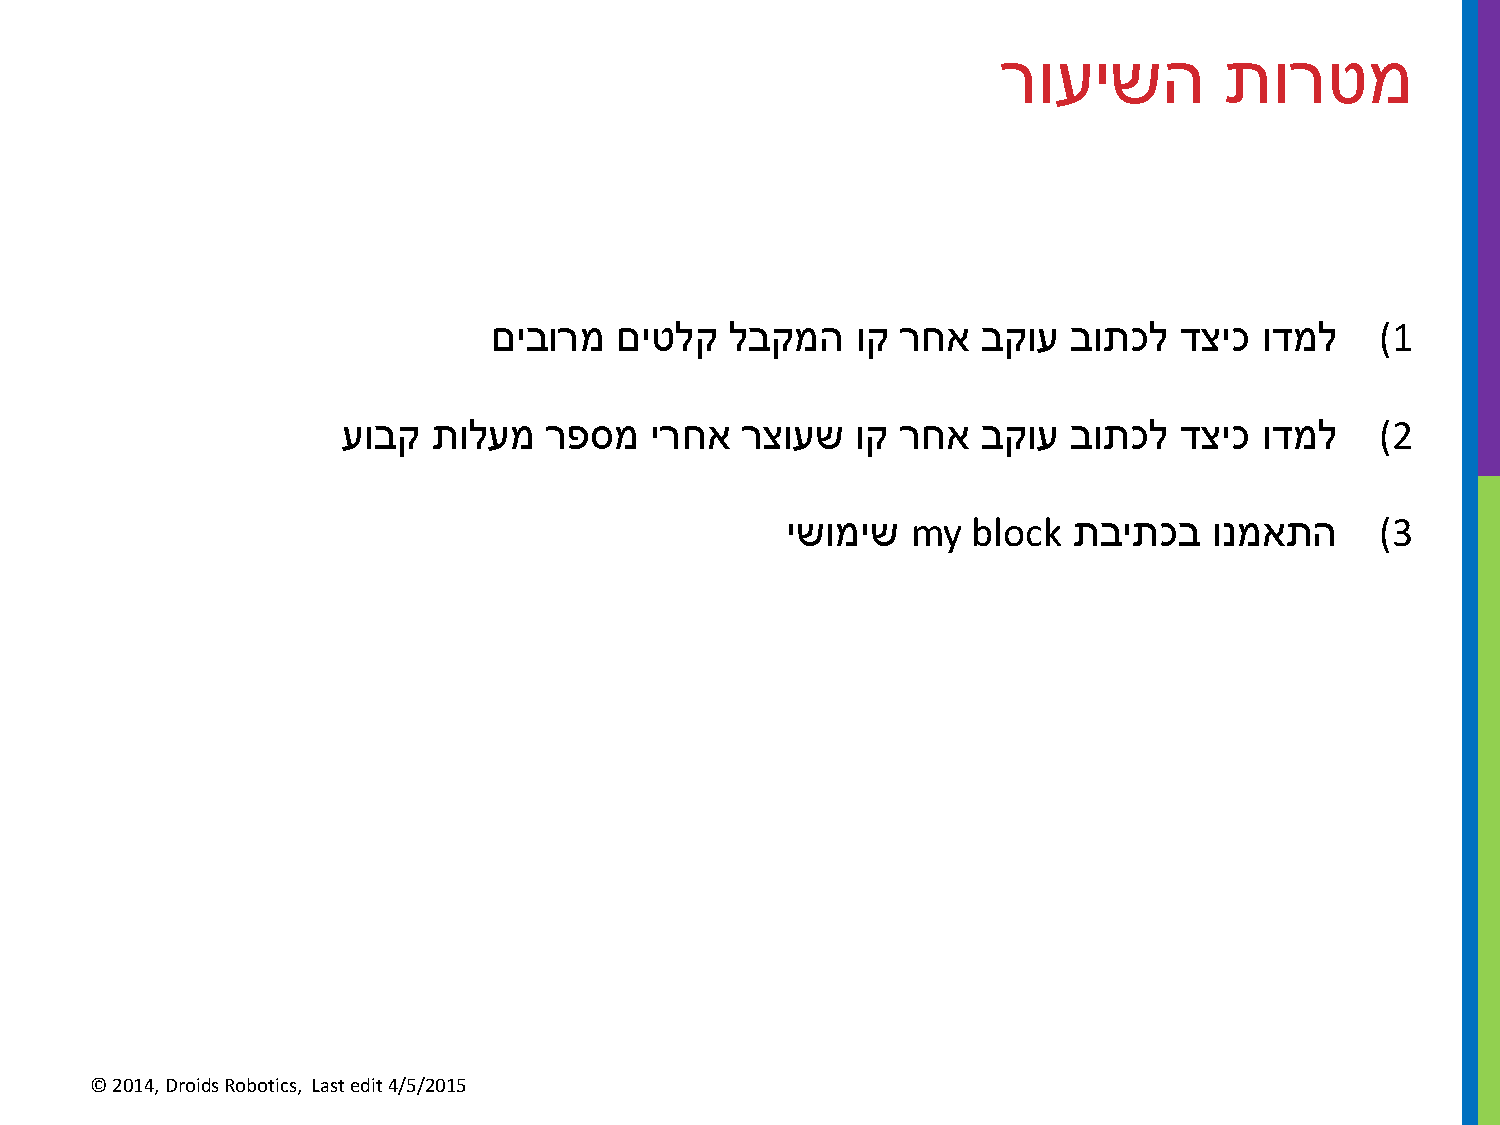 מטרות השיעור
1) למדו כיצד לכתוב עוקב אחר קו המקבל קלטים מרובים
2) למדו כיצד לכתוב עוקב אחר קו שעוצר אחרי מספר מעלות קבוע
3) התאמנו בכתיבת my block שימושי
© 2014, Droids Robotics, Last edit 4/5/2015